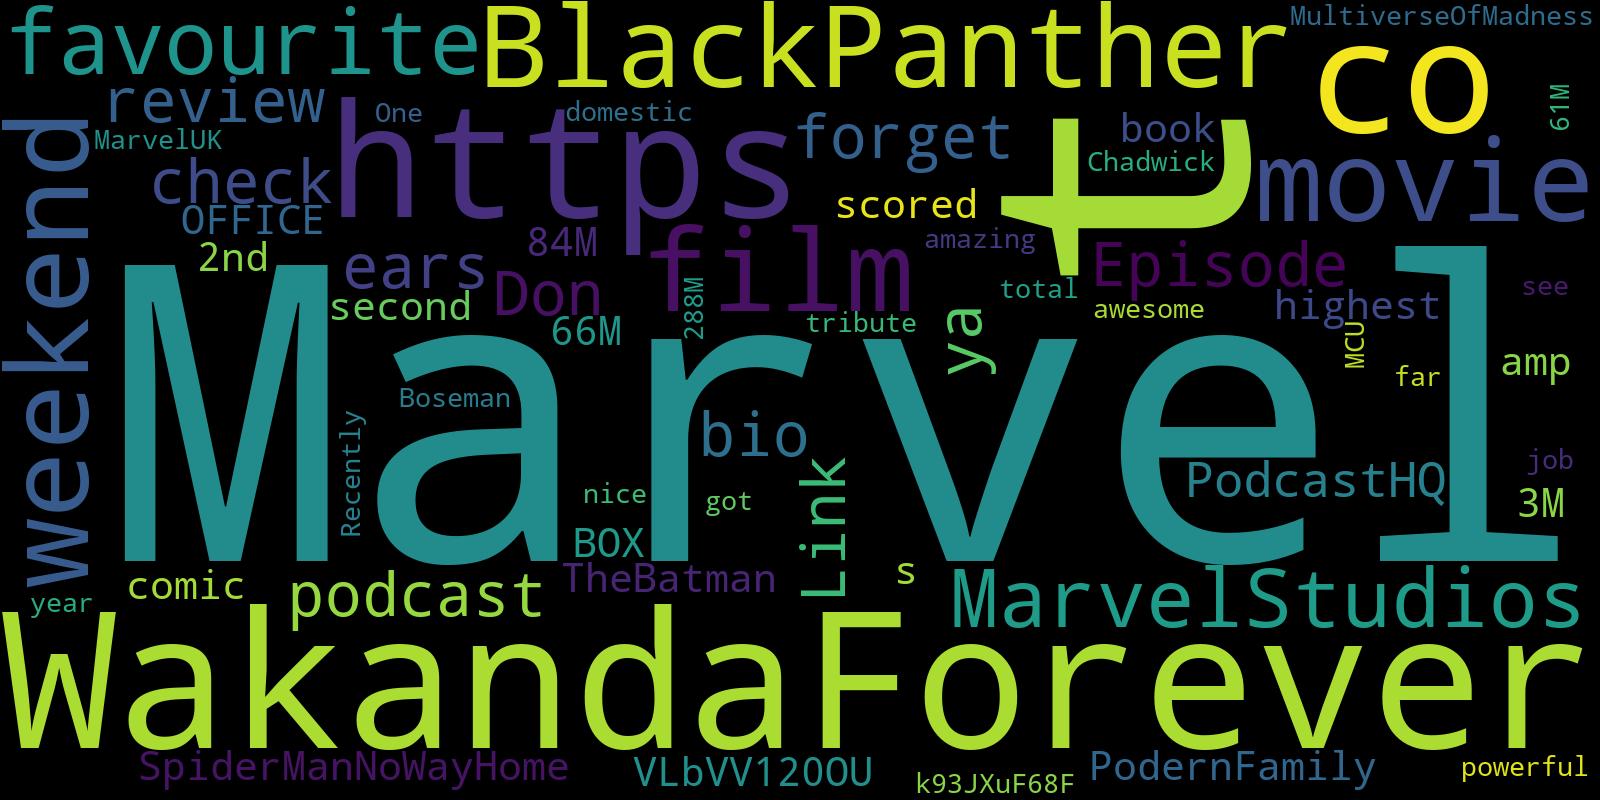 favourite
BlackPanther
MultiverseOfMadness
co
review
One
domestic
61M
MarvelUK
https
forget
book
t
check
Chadwick
movie
OFFICE
scored
2nd
ears
84M
film
amazing
Episode
weekend
Don
288M
total
see
second
66M
tribute
ya
awesome
highest
MCU
Marvel
Boseman
far
amp
Recently
bio
Link
PodcastHQ
job
nice
got
3M
BOX
TheBatman
s
comic
podcast
MarvelStudios
year
WakandaForever
SpiderManNoWayHome
VLbVV120OU
k93JXuF68F
PodernFamily
powerful